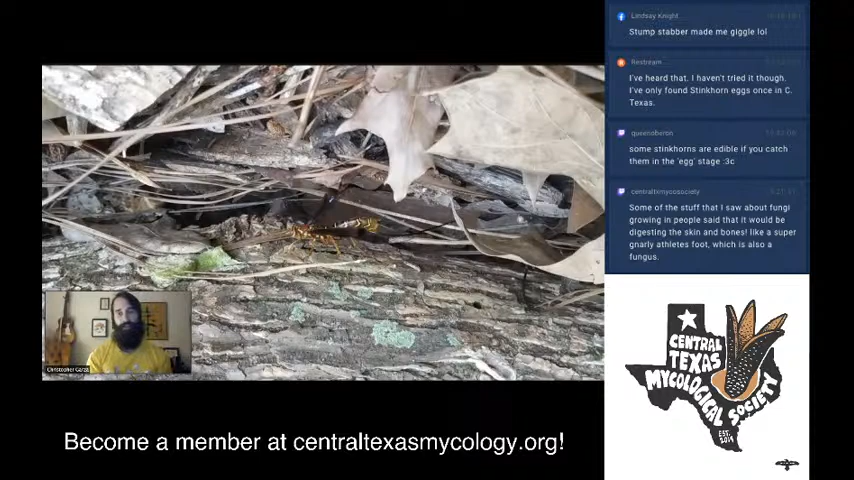 Lindsay Knight
Stump stabber made me giggle lol
Restream
I've heard that. I haven't tried it though.
I've only found Stinkhorn eggs once in C.
Texas.
queenoberon
some stinkhorns are edible if you catch
them in the 'egg' stage :3c
centraltxmycosociety
Some of the stuff that I saw about fungi
growing in people said that it would be
digesting the skin and bones! like a super
gnarly athletes foot, which is also a
fungus.
CENTRAL
TEXAS
MYCOLOGICAL
SOCIETY
EST.
2019
Become a member at centraltexasmycology.org!